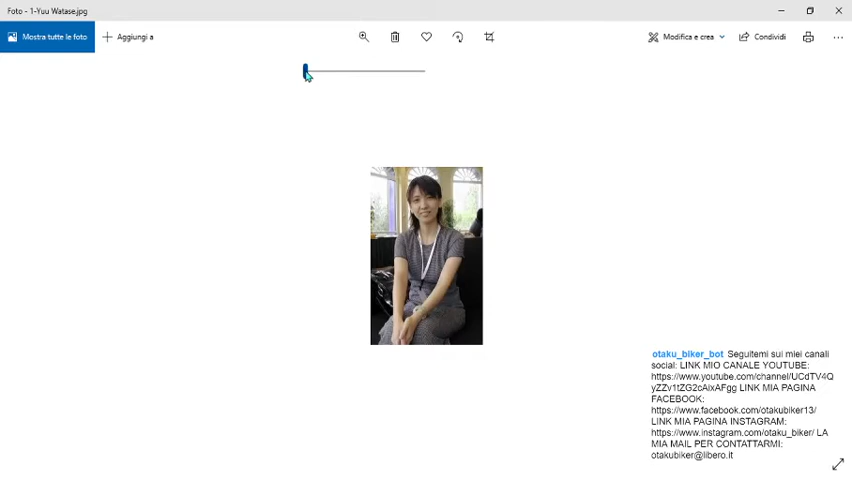 Foto - 1-Yuu Watase.jpg
Mostra tutte le foto
Aggiungi a
Modifica e crea
Condividi
otaku_biker_bot Seguitemi sui miei canali
social: LINK MIO CANALE YOUTUBE:
https://www.youtube.com/channel/UCdTV4Q
yZZv1tZG2cAixAFgg LINK MIA PAGINA
FACEBOOK:
https://www.facebook.com/otakubiker13/
LINK MIA PAGINA INSTAGRAM:
https://www.instagram.com/otaku_biker/ LA
MIA MAIL PER CONTATTARMI:
otakubiker@libero.it